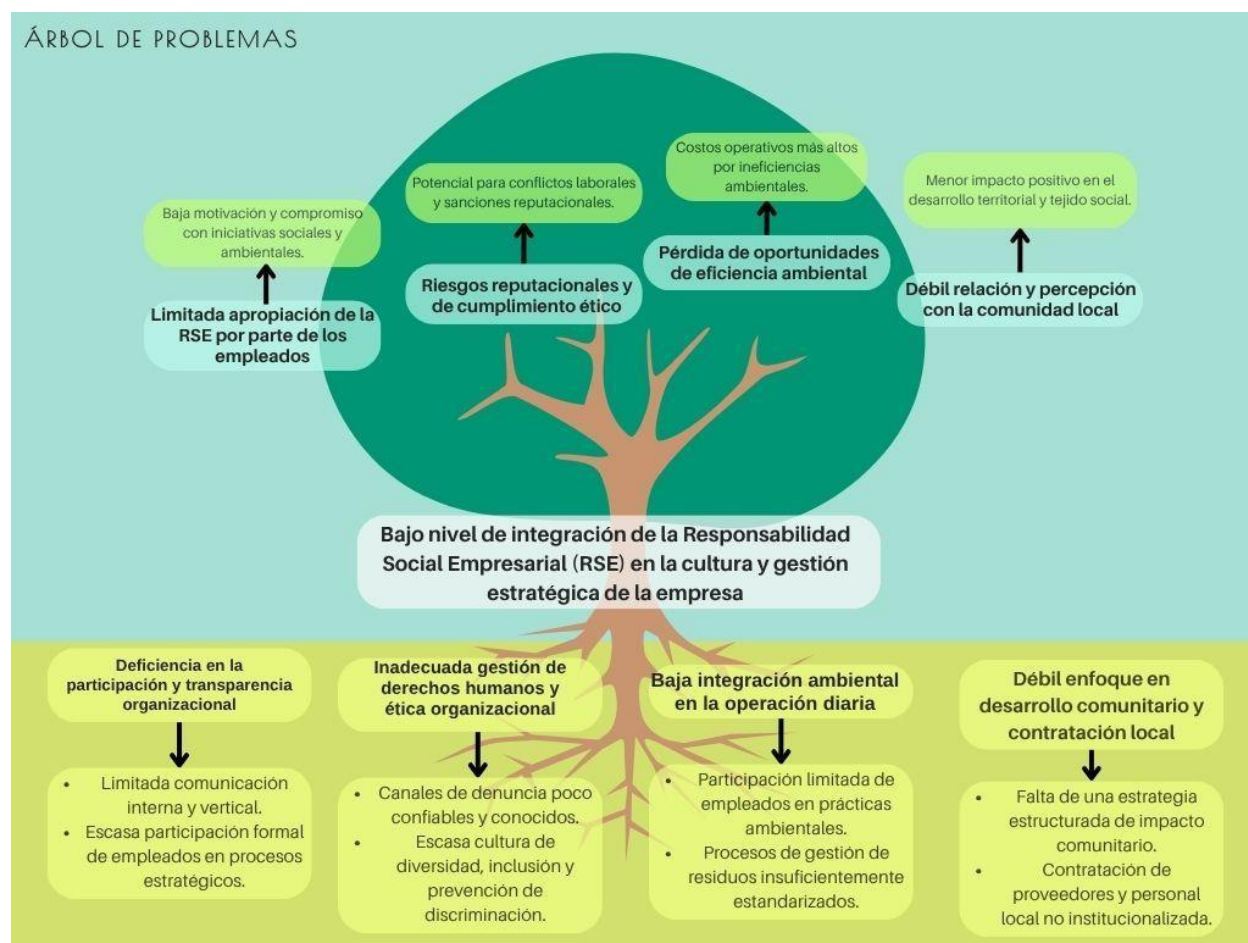 ÁRBOL DE PROBLEMAS
Baja motivación y compromiso
con iniciativas sociales y
ambientales.
Limitada apropiación de la
RSE por parte de los
empleados
Potencial para conflictos laborales
y sanciones reputacionales.
Riesgos reputacionales y
de cumplimiento ético
Costos operativos más altos
por ineficiencias
ambientales.
Pérdida de oportunidades
de eficiencia ambiental
Menor impacto positivo en el
desarrollo territorial y tejido social.
Débil relación y percepción
con la comunidad local
Bajo nivel de integración de la Responsabilidad
Social Empresarial (RSE) en la cultura y gestión
estratégica de la empresa
Deficiencia en la
participación y transparencia
organizacional
• Limitada comunicación
interna y vertical.
• Escasa participación formal
de empleados en procesos
estratégicos.
Inadecuada gestión de
derechos humanos y
ética organizacional
• Canales de denuncia poco
confiables y conocidos.
• Escasa cultura de
diversidad, inclusión y
prevención de
discriminación.
Baja integración ambiental
en la operación diaria
• Participación limitada de
empleados en prácticas
ambientales.
• Procesos de gestión de
residuos insuficientemente
estandarizados.
Débil enfoque en
desarrollo comunitario y
contratación local
• Falta de una estrategia
estructurada de impacto
comunitario.
• Contratación de
proveedores y personal
local no institucionalizada.